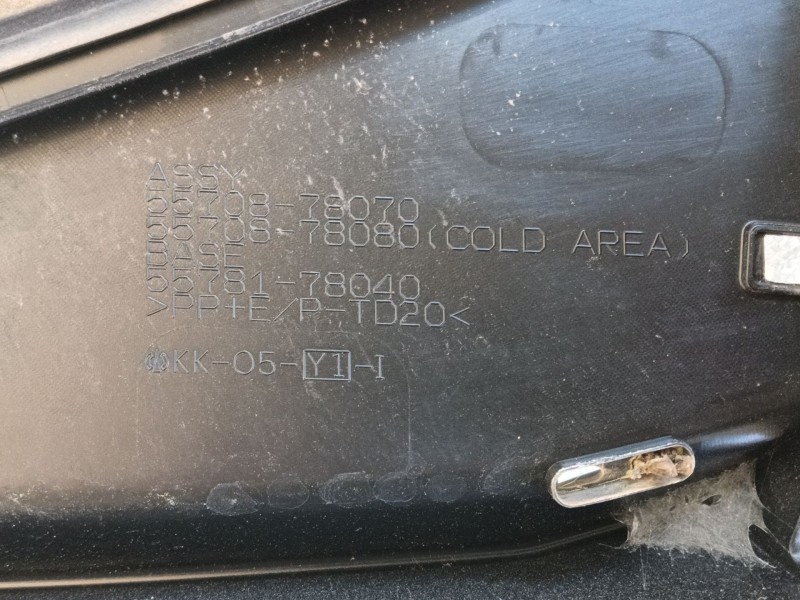 ASSY
55708-78070
55708-78080(COLD AREA)
BASE
55781-78040
>PP+E/P-TD20<
KK-05-Y1-I